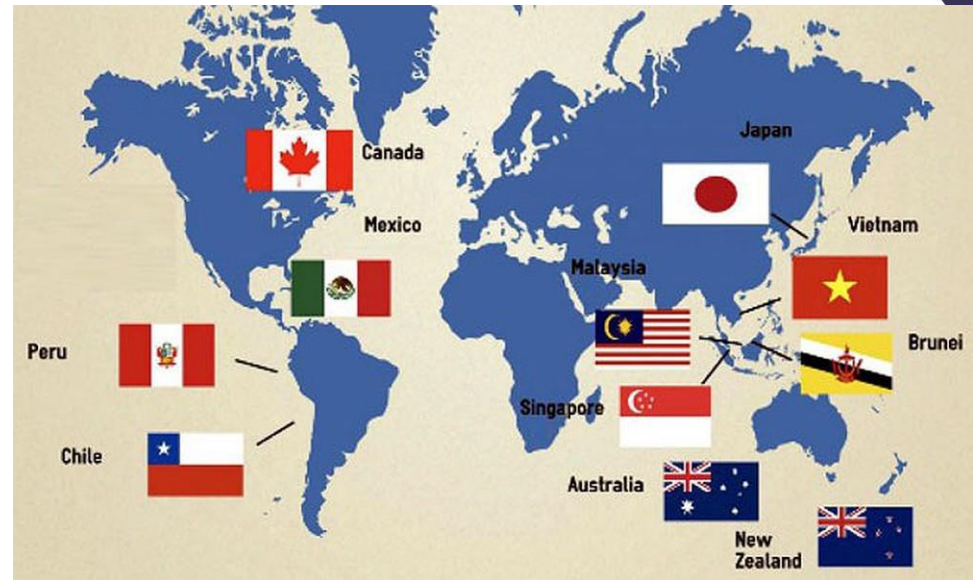 Japan
Canada
Mexico
Vietnam
Malaysia
Peru
Brunei
Singapore
Chile
Australia
New
Zealand